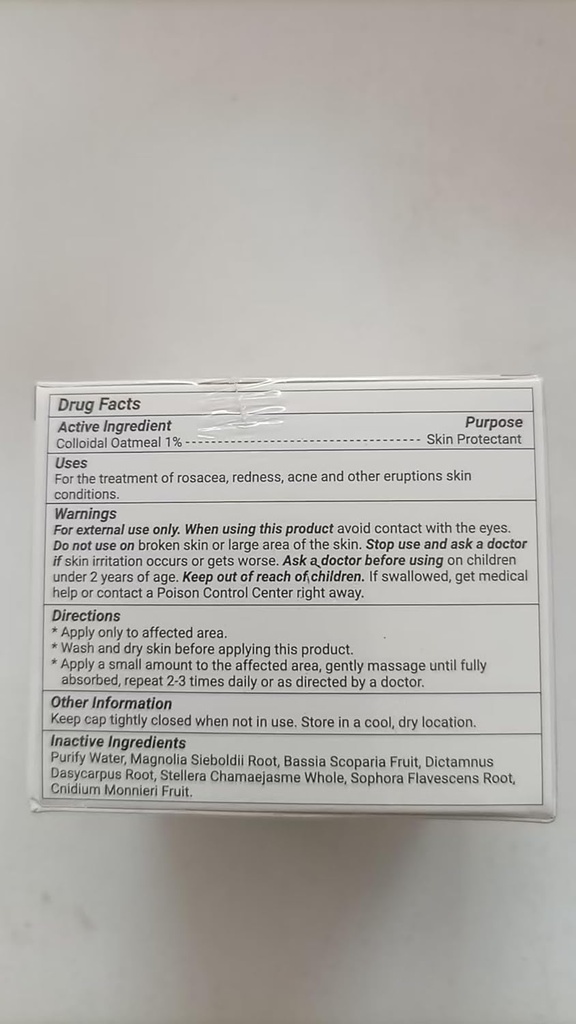 Drug Facts
Active Ingredient Purpose
Colloidal Oatmeal 1% ---------------------------------------- Skin Protectant
Uses
For the treatment of rosacea, redness, acne and other eruptions skin
conditions.
Warnings
For external use only. When using this product avoid contact with the eyes.
Do not use on broken skin or large area of the skin. Stop use and ask a doctor
if skin irritation occurs or gets worse. Ask a doctor before using on children
under 2 years of age. Keep out of reach of children. If swallowed, get medical
help or contact a Poison Control Center right away.
Directions
* Apply only to affected area.
* Wash and dry skin before applying this product.
* Apply a small amount to the affected area, gently massage until fully
absorbed, repeat 2-3 times daily or as directed by a doctor.
Other Information
Keep cap tightly closed when not in use. Store in a cool, dry location.
Inactive Ingredients
Purify Water, Magnolia Sieboldii Root, Bassia Scoparia Fruit, Dictamnus
Dasycarpus Root, Stellera Chamaejasme Whole, Sophora Flavescens Root,
Cnidium Monnieri Fruit.